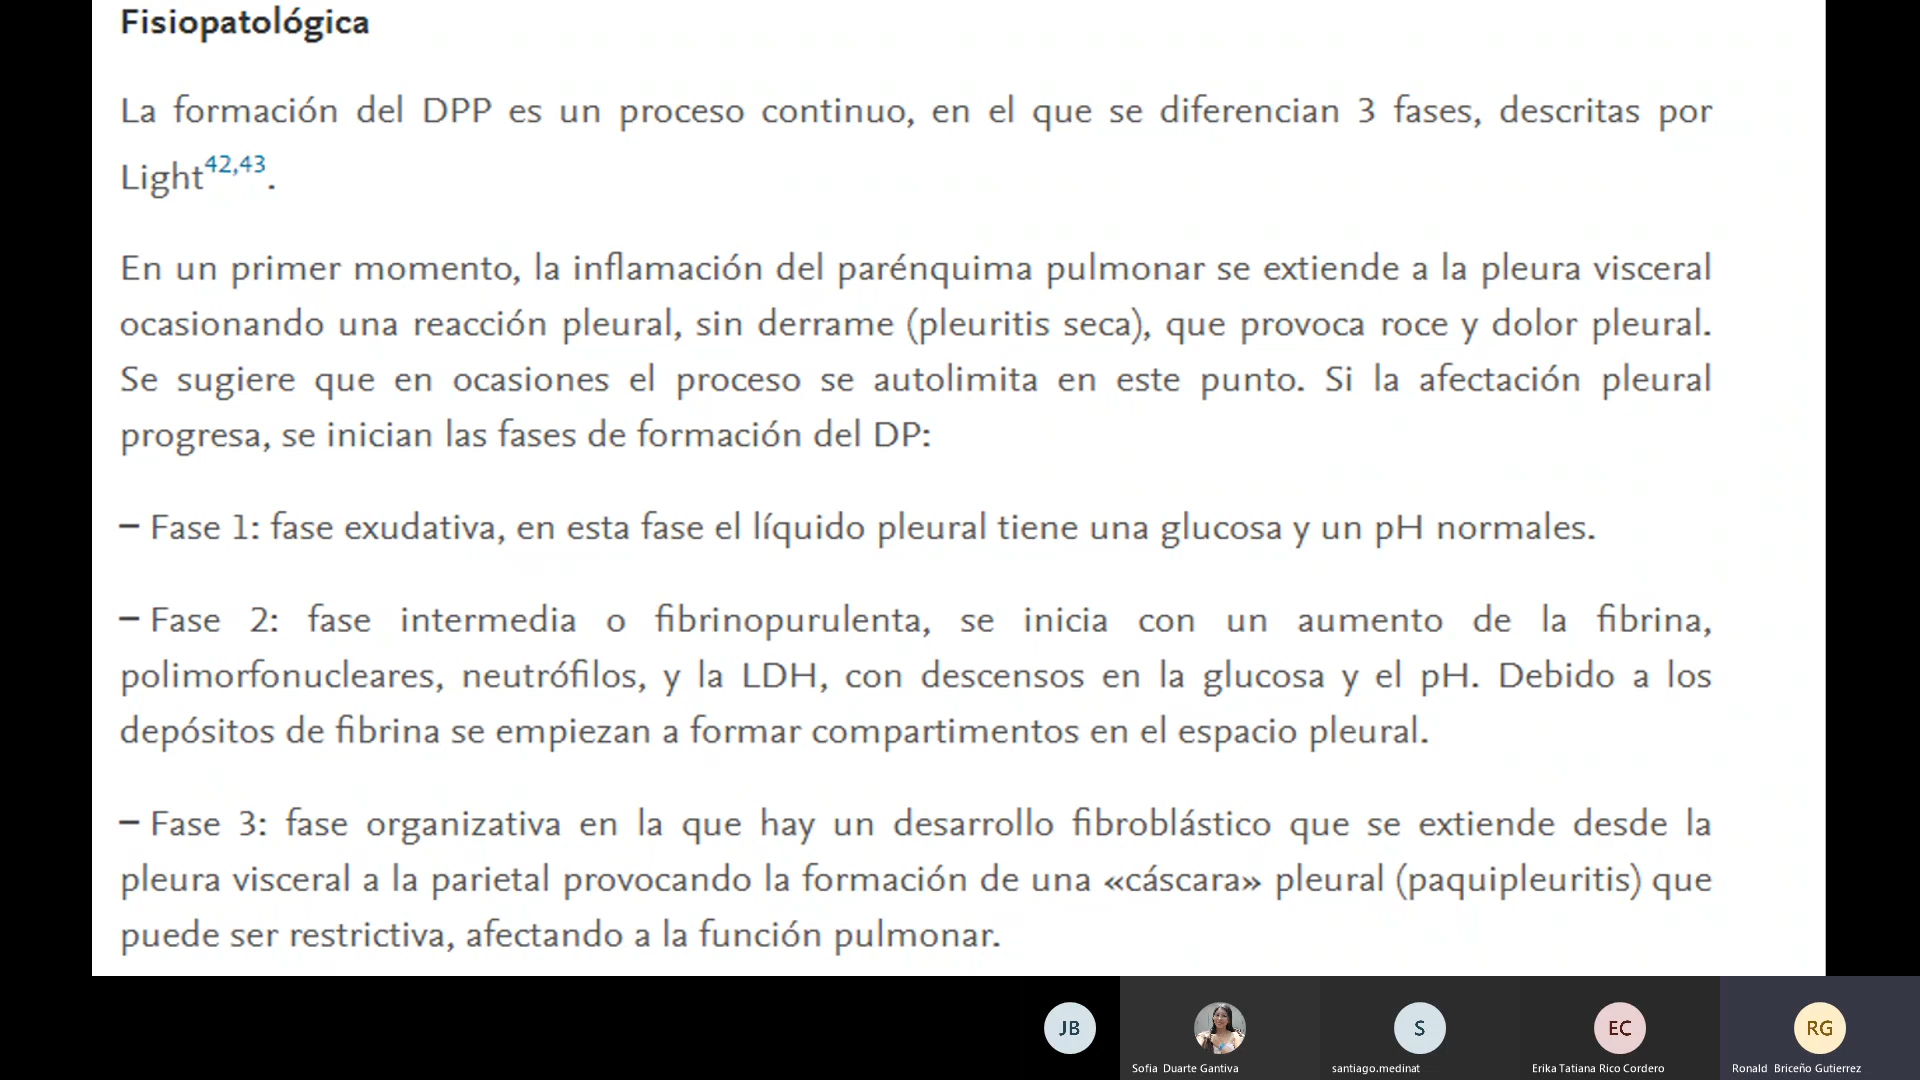 Fisiopatológica
La formación del DPP es un proceso continuo, en el que se diferencian 3 fases, descritas por
Light42,43.
En un primer momento, la inflamación del parénquima pulmonar se extiende a la pleura visceral
ocasionando una reacción pleural, sin derrame (pleuritis seca), que provoca roce y dolor pleural.
Se sugiere que en ocasiones el proceso se autolimita en este punto. Si la afectación pleural
progresa, se inician las fases de formación del DP:
– Fase 1: fase exudativa, en esta fase el líquido pleural tiene una glucosa y un pH normales.
– Fase 2: fase intermedia o fibrinopurulenta, se inicia con un aumento de la fibrina,
polimorfonucleares, neutrófilos, y la LDH, con descensos en la glucosa y el pH. Debido a los
depósitos de fibrina se empiezan a formar compartimentos en el espacio pleural.
– Fase 3: fase organizativa en la que hay un desarrollo fibroblástico que se extiende desde la
pleura visceral a la parietal provocando la formación de una «cáscara» pleural (paquipleuritis) que
puede ser restrictiva, afectando a la función pulmonar.
JB
S
EC
RG
Sofia Duarte Gantiva
santiago.medinat
Erika Tatiana Rico Cordero
Ronald Briceño Gutierrez